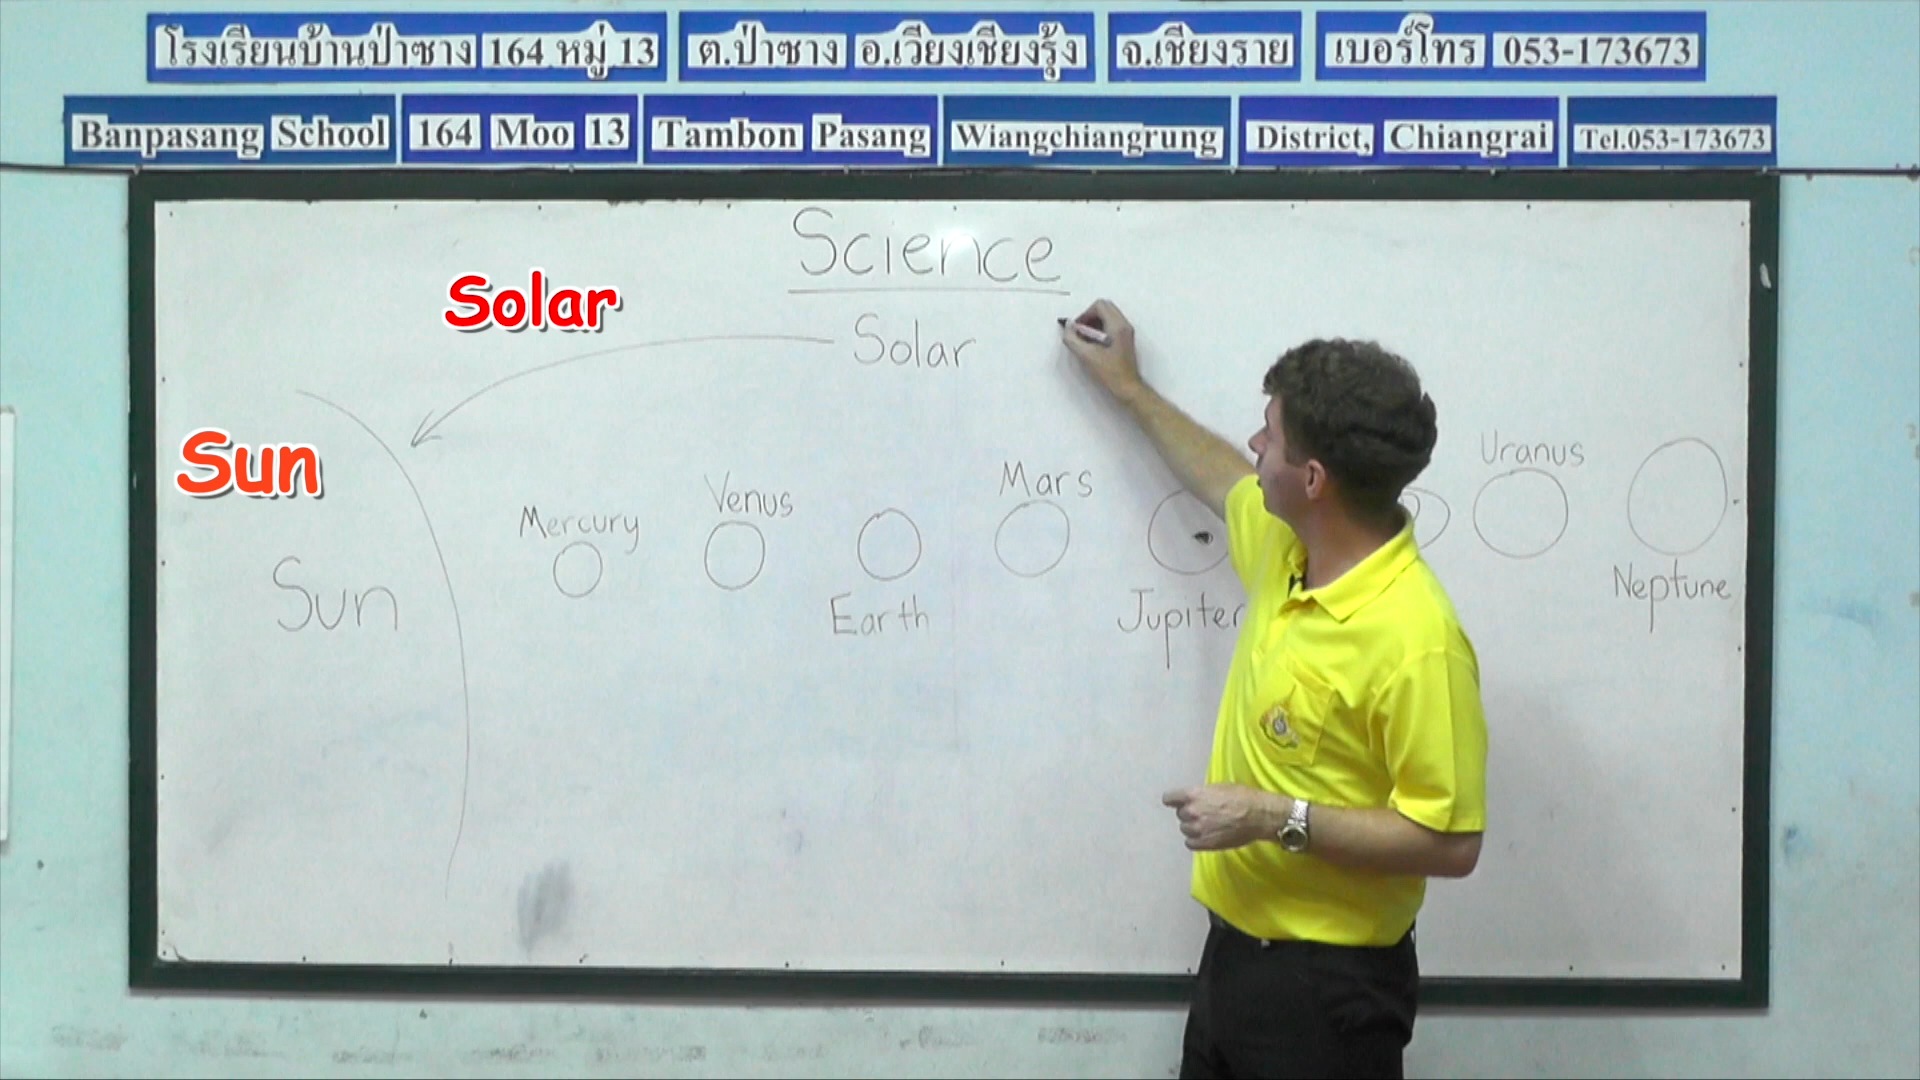 โรงเรียนบ้านป่าซาง 164 หมู่ 13 ต.ป่าซาง อ.เวียงเชียงรุ้ง จ.เชียงราย เบอร์โทร 053-173673
Banpasang School 164 Moo 13 Tambon Pasang Wiangchiangrung District, Chiangrai Tel.053-173673
Science
Solar
Solar
Sun
Uranus
Mars
Venus
Mercury
Sun
Earth
Jupiter
Neptune